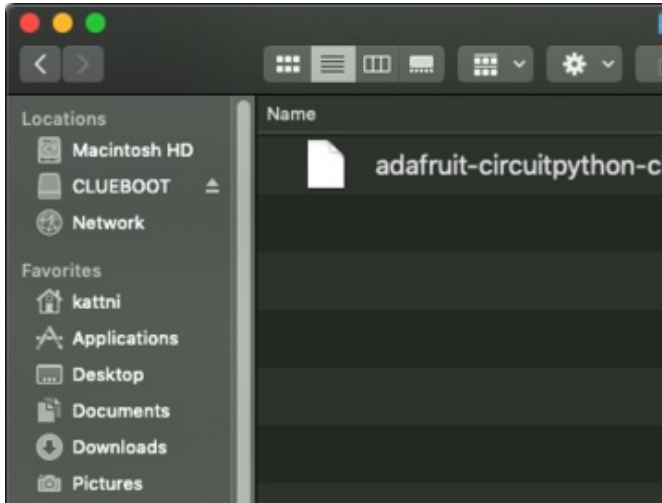 Name
Locations
Macintosh HD
CLUEBOOT
Network
Favorites
kattni
Applications
Desktop
Documents
Downloads
Pictures
adafruit-circuitpython-c